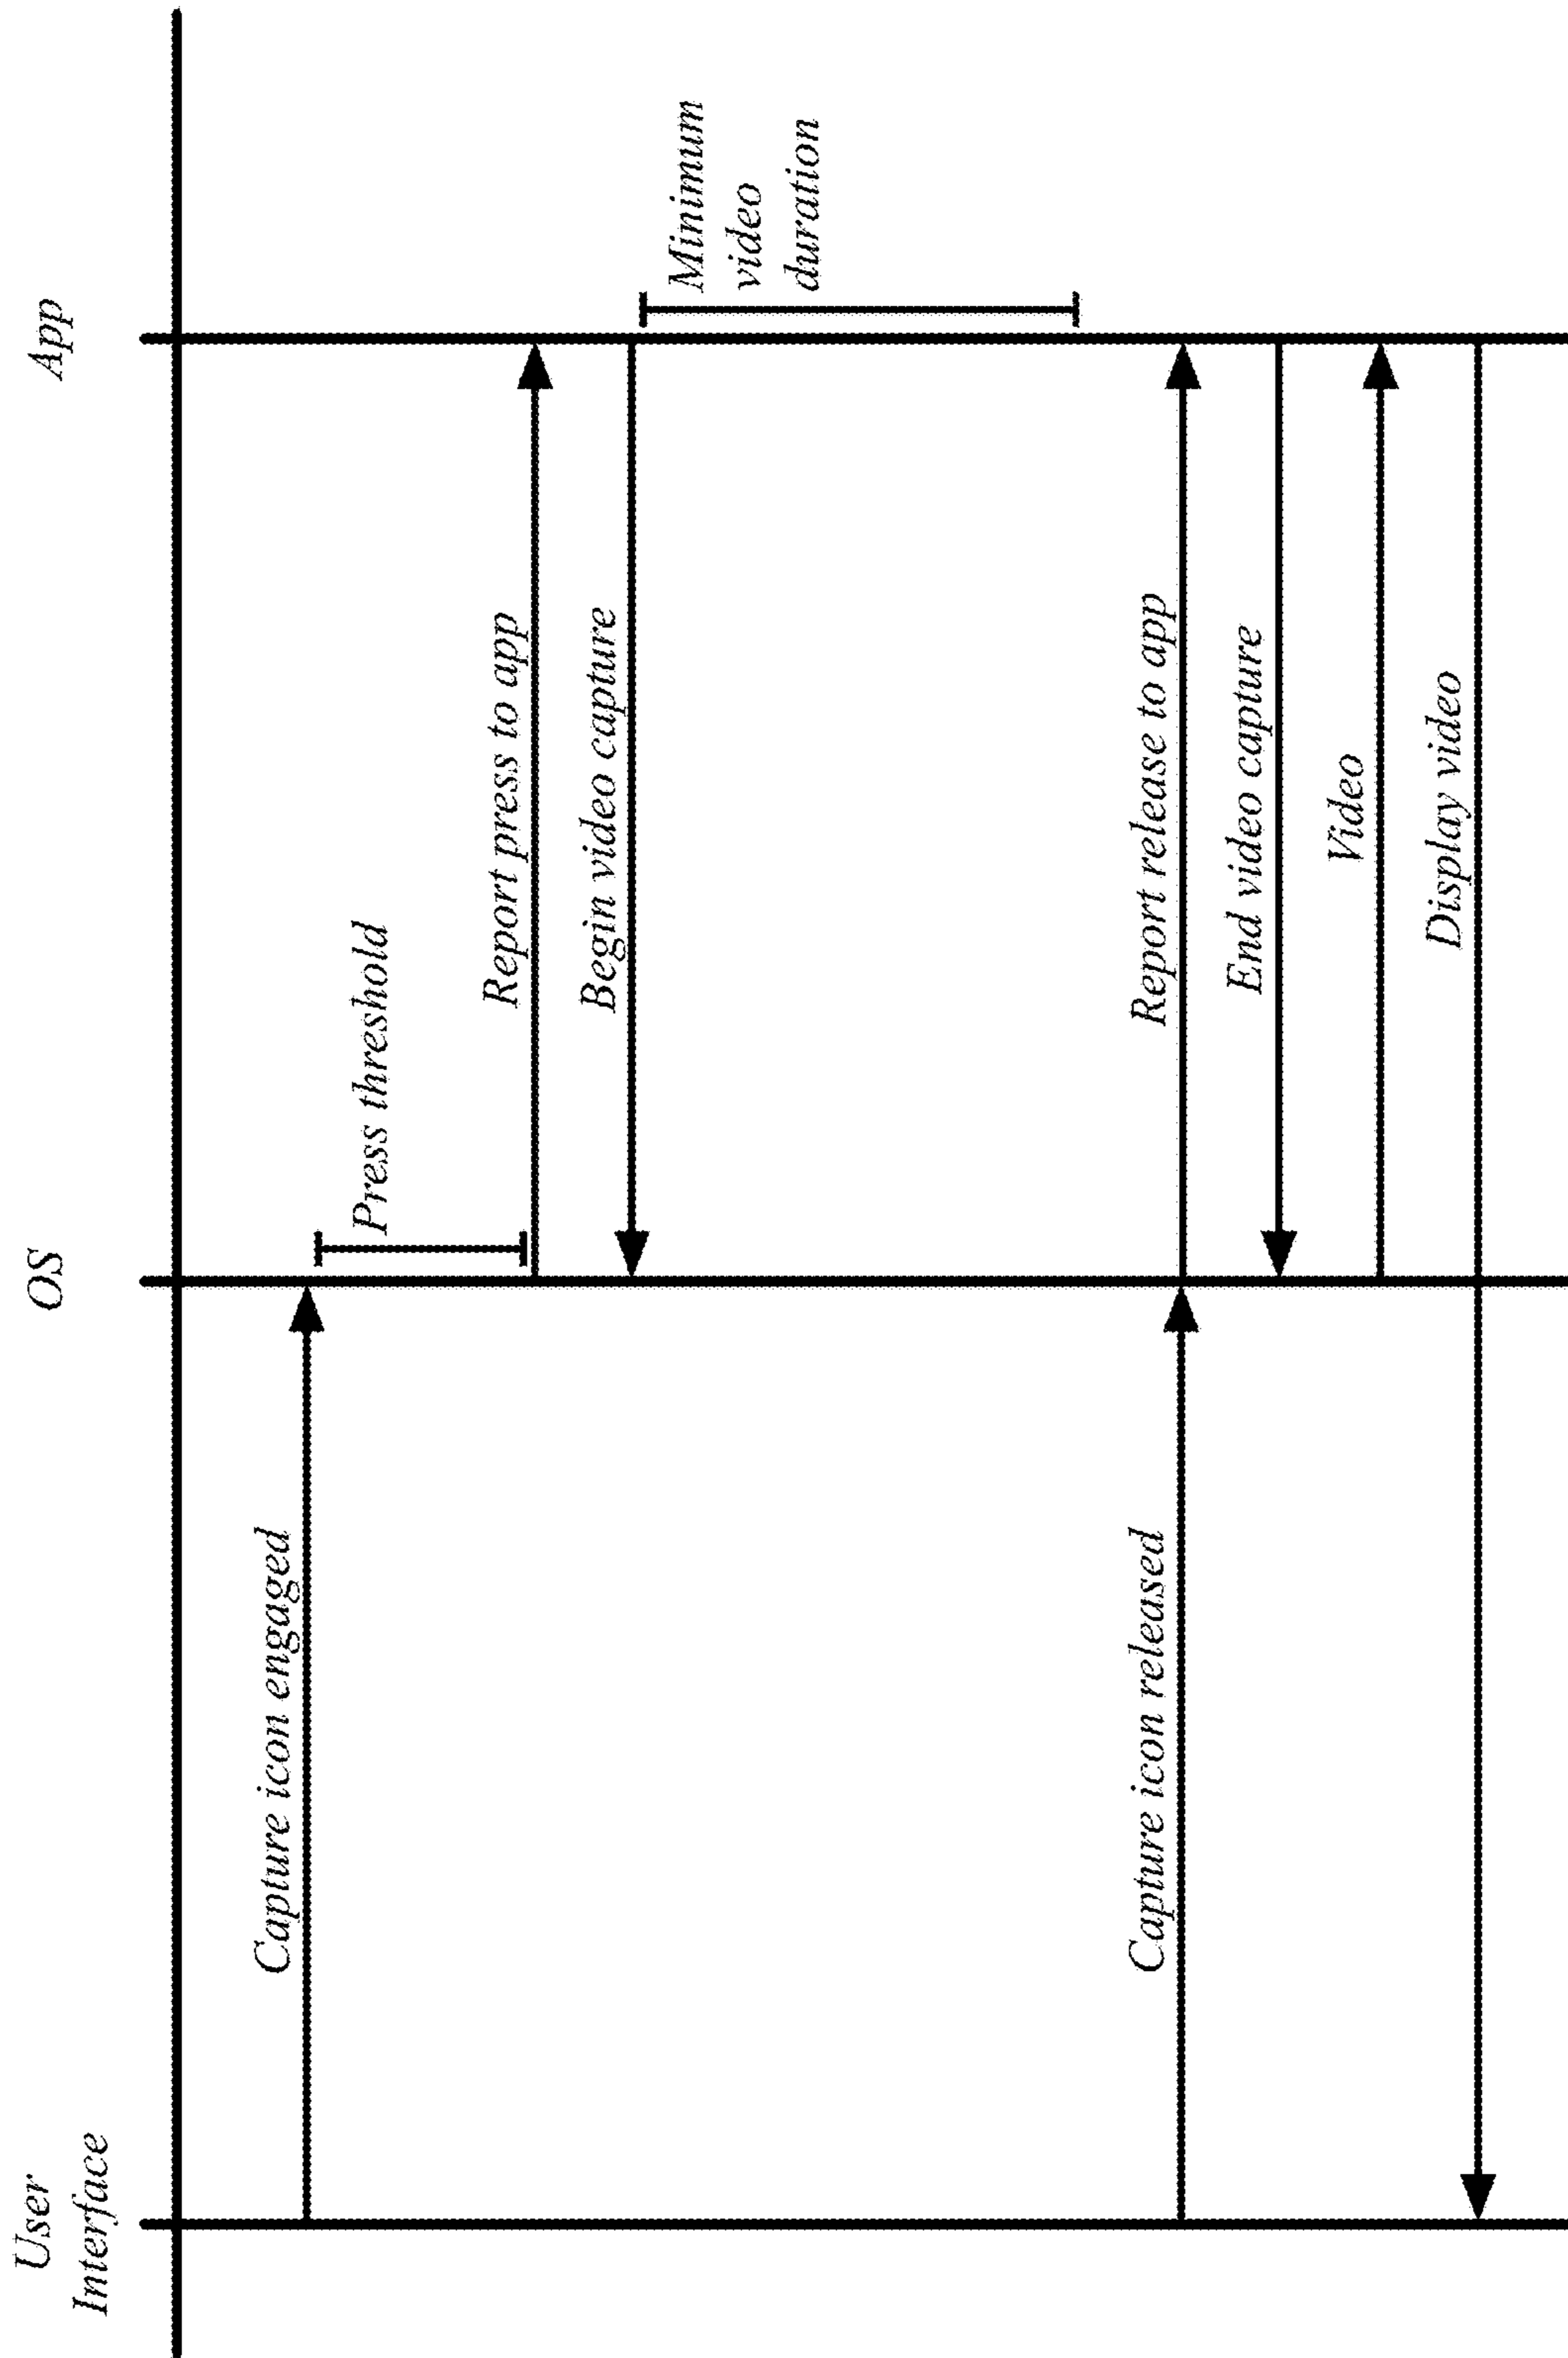 User
Interface
OS
App
Capture icon engaged
Press threshold
Report press to app
Begin video capture
Minimum
video
duration
Capture icon released
Report release to app
End video capture
Video
Display video